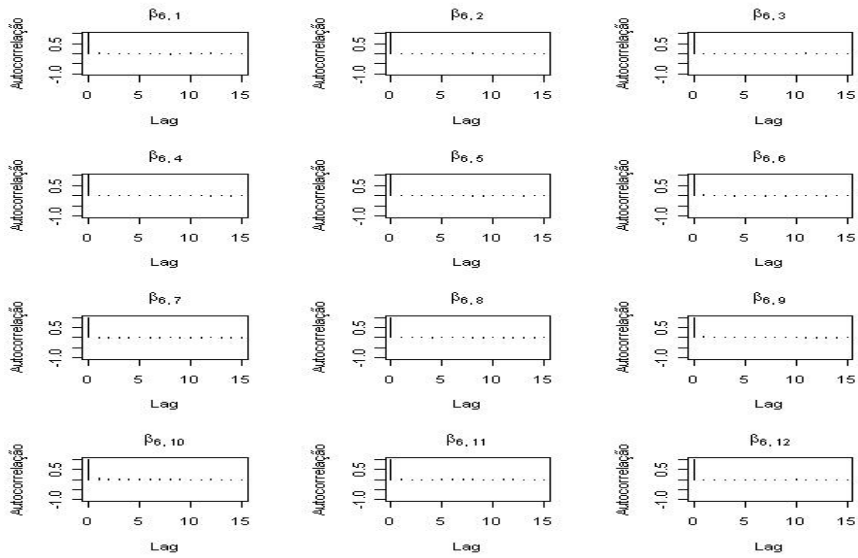 β6, 1
Autocorrelação
0.5
-1.0
0 5 10 15
Lag
β6, 2
Autocorrelação
0.5
-1.0
0 5 10 15
Lag
β6, 3
Autocorrelação
0.5
-1.0
0 5 10 15
Lag
β6, 4
Autocorrelação
0.5
-1.0
0 5 10 15
Lag
β6, 5
Autocorrelação
0.5
-1.0
0 5 10 15
Lag
β6, 6
Autocorrelação
0.5
-1.0
0 5 10 15
Lag
β6, 7
Autocorrelação
0.5
-1.0
0 5 10 15
Lag
β6, 8
Autocorrelação
0.5
-1.0
0 5 10 15
Lag
β6, 9
Autocorrelação
0.5
-1.0
0 5 10 15
Lag
β6, 10
Autocorrelação
0.5
-1.0
0 5 10 15
Lag
β6, 11
Autocorrelação
0.5
-1.0
0 5 10 15
Lag
β6, 12
Autocorrelação
0.5
-1.0
0 5 10 15
Lag